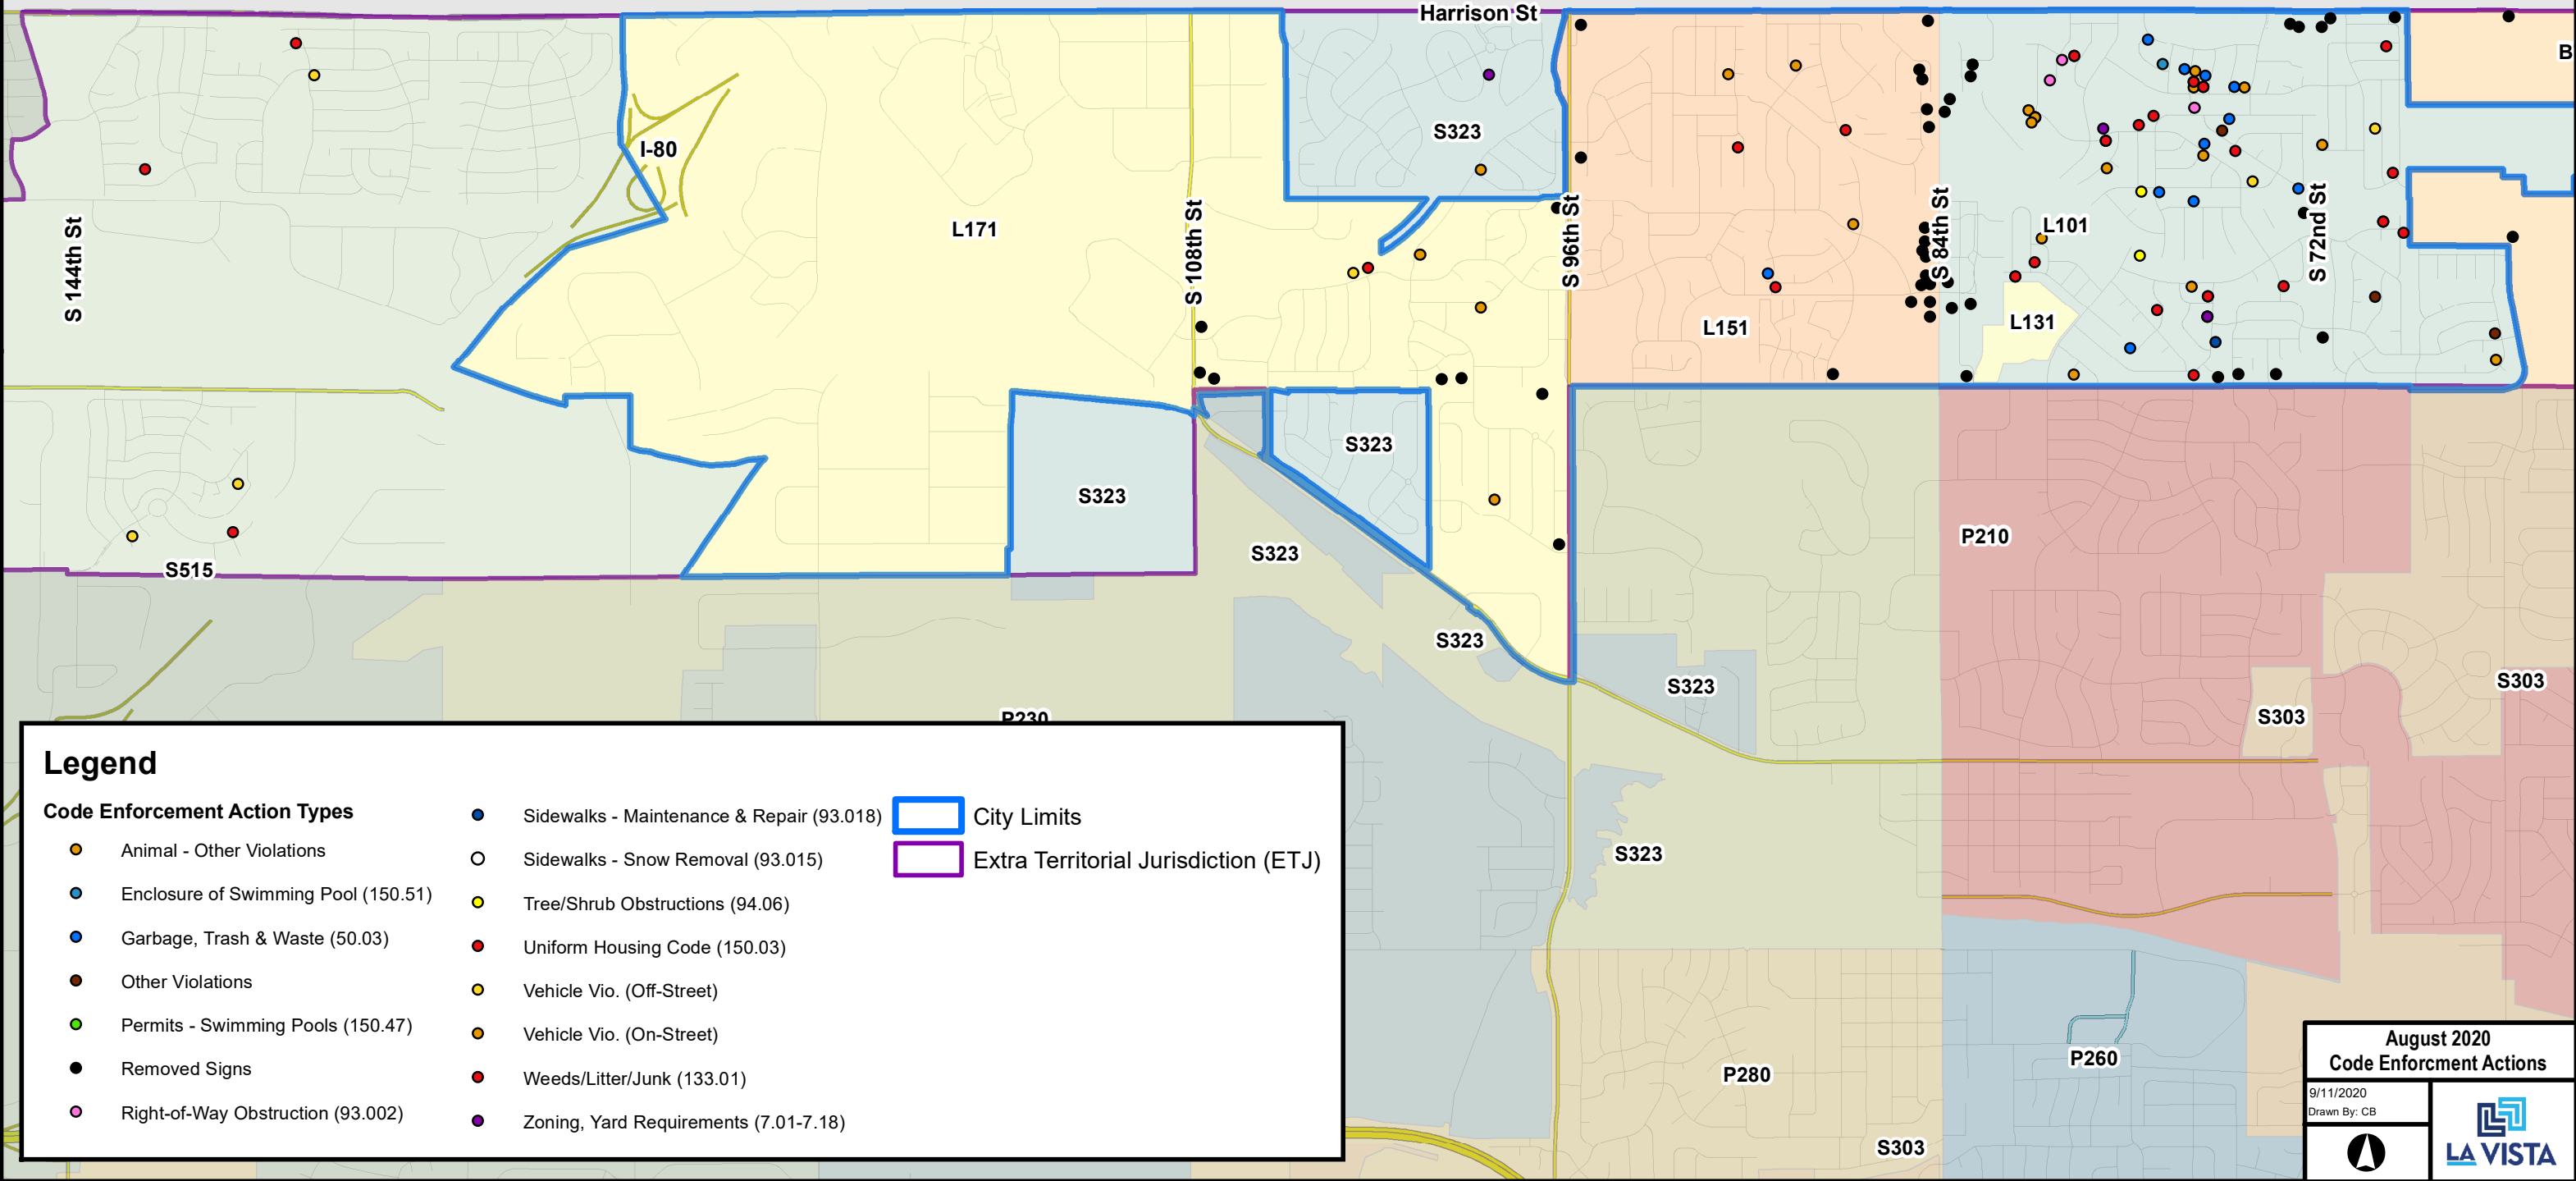 Harrison St
B
I-80
S323
S 144th St
L171
S 108th St
S 96th St
S 84th St
L101
S 72nd St
L151
L131
S323
S323
S323
P210
S515
S323
S323
S303
S303
P230
S323
P280
P260
S303
Legend
Code Enforcement Action Types
Animal - Other Violations
Enclosure of Swimming Pool (150.51)
Garbage, Trash & Waste (50.03)
Other Violations
Permits - Swimming Pools (150.47)
Removed Signs
Right-of-Way Obstruction (93.002)
Sidewalks - Maintenance & Repair (93.018)
Sidewalks - Snow Removal (93.015)
Tree/Shrub Obstructions (94.06)
Uniform Housing Code (150.03)
Vehicle Vio. (Off-Street)
Vehicle Vio. (On-Street)
Weeds/Litter/Junk (133.01)
Zoning, Yard Requirements (7.01-7.18)
City Limits
Extra Territorial Jurisdiction (ETJ)
August 2020
Code Enforcment Actions
9/11/2020
Drawn By: CB
LA VISTA